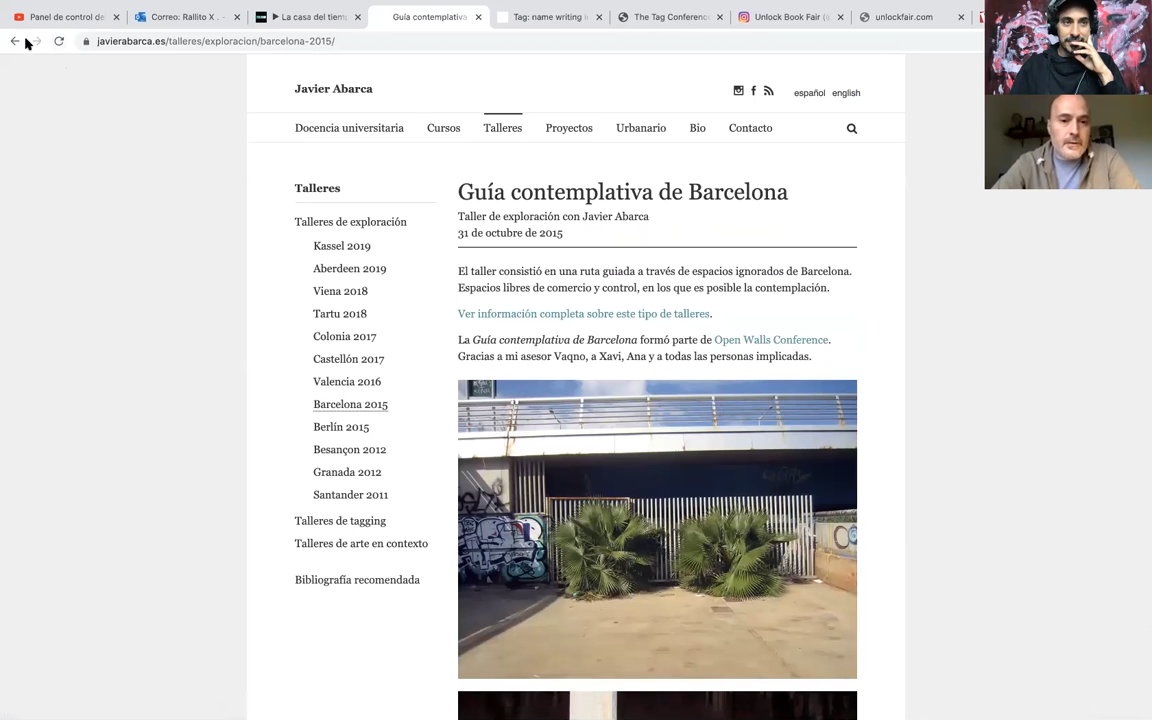 Panel de control de
Correo: Rallito X . -
La casa del tiem
Guía contemplativa
Tag: name writing i
The Tag Conference
Unlock Book Fair (
unlockfair.com
javierabarca.es/talleres/exploracion/barcelona-2015/
Javier Abarca
español english
Docencia universitaria Cursos Talleres Proyectos Urbanario Bio Contacto
Talleres
Talleres de exploración
Kassel 2019
Aberdeen 2019
Viena 2018
Tartu 2018
Colonia 2017
Castellón 2017
Valencia 2016
Barcelona 2015
Berlín 2015
Besançon 2012
Granada 2012
Santander 2011
Talleres de tagging
Talleres de arte en contexto
Bibliografía recomendada
Guía contemplativa de Barcelona
Taller de exploración con Javier Abarca
31 de octubre de 2015
El taller consistió en una ruta guiada a través de espacios ignorados de Barcelona.
Espacios libres de comercio y control, en los que es posible la contemplación.
Ver información completa sobre este tipo de talleres.
La Guía contemplativa de Barcelona formó parte de Open Walls Conference.
Gracias a mi asesor Vaqno, a Xavi, Ana y a todas las personas implicadas.